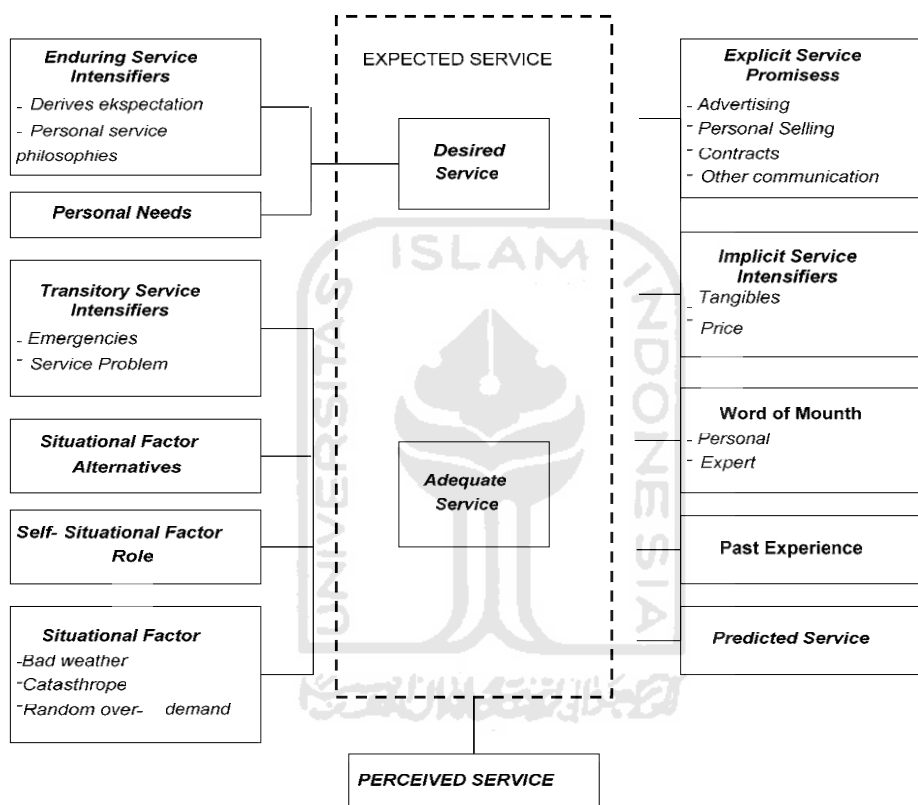 Enduring Service
Intensifiers
- Derives ekspectation
- Personal service
philosophies
Personal Needs
Transitory Service
Intensifiers
- Emergencies
- Service Problem
Situational Factor
Alternatives
Self- Situational Factor
Role
Situational Factor
-Bad weather
-Catasthrope
-Random over- demand
EXPECTED SERVICE
Desired
Service
Adequate
Service
PERCEIVED SERVICE
Explicit Service
Promisess
- Advertising
- Personal Selling
- Contracts
- Other communication
Implicit Service
Intensifiers
- Tangibles
- Price
Word of Mounth
- Personal
- Expert
Past Experience
Predicted Service
UNIVERSITAS
ISLAM
INDONESIA